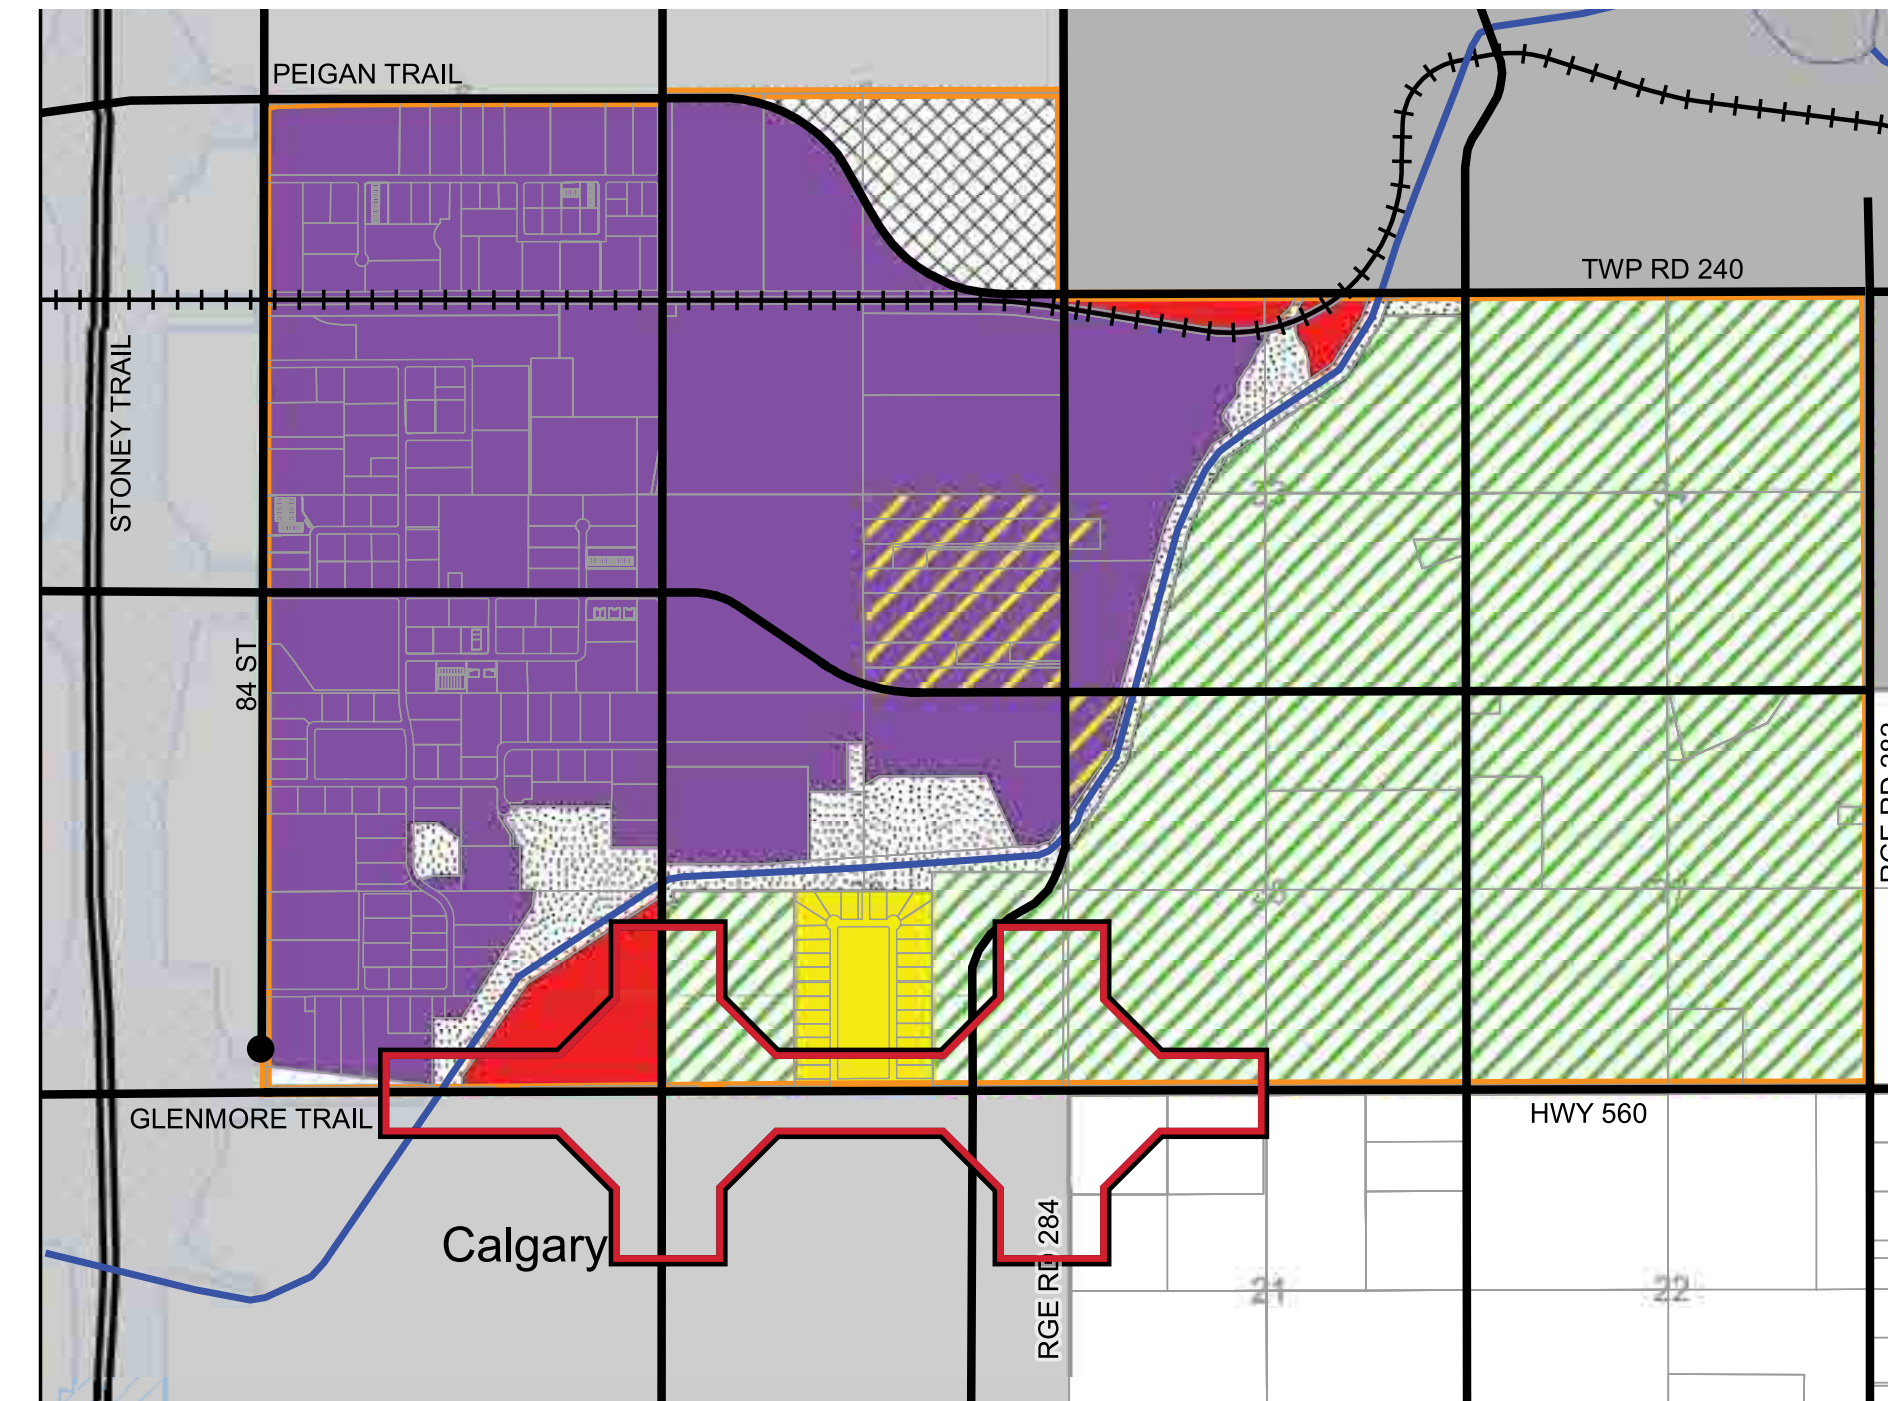 PEIGAN TRAIL
TWP RD 240
STONEY TRAIL
33
84 ST
GLENMORE TRAIL
HWY 560
Calgary
RGE RD 284
21
22